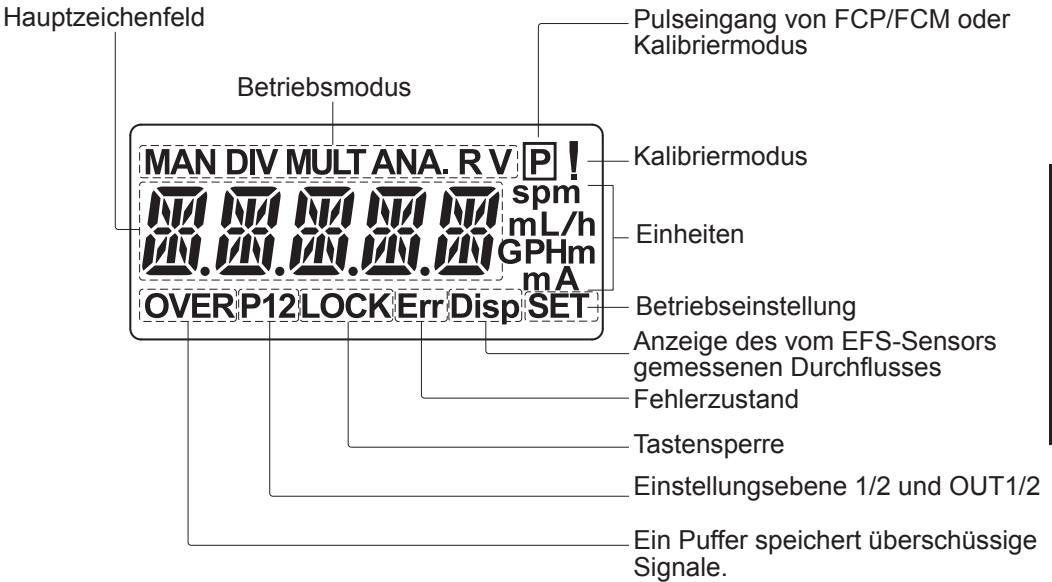 Hauptzeichenfeld
Pulseingang von FCP/FCM oder
Kalibriermodus
Betriebsmodus
MAN DIV MULT ANA. R V P !
Kalibriermodus
spm
mL/h
GPHm
mA
Einheiten
OVER P12 LOCK Err Disp SET
Betriebseinstellung
Anzeige des vom EFS-Sensors
gemessenen Durchflusses
Fehlerzustand
Tastensperre
Einstellungsebene 1/2 und OUT1/2
Ein Puffer speichert überschüssige
Signale.